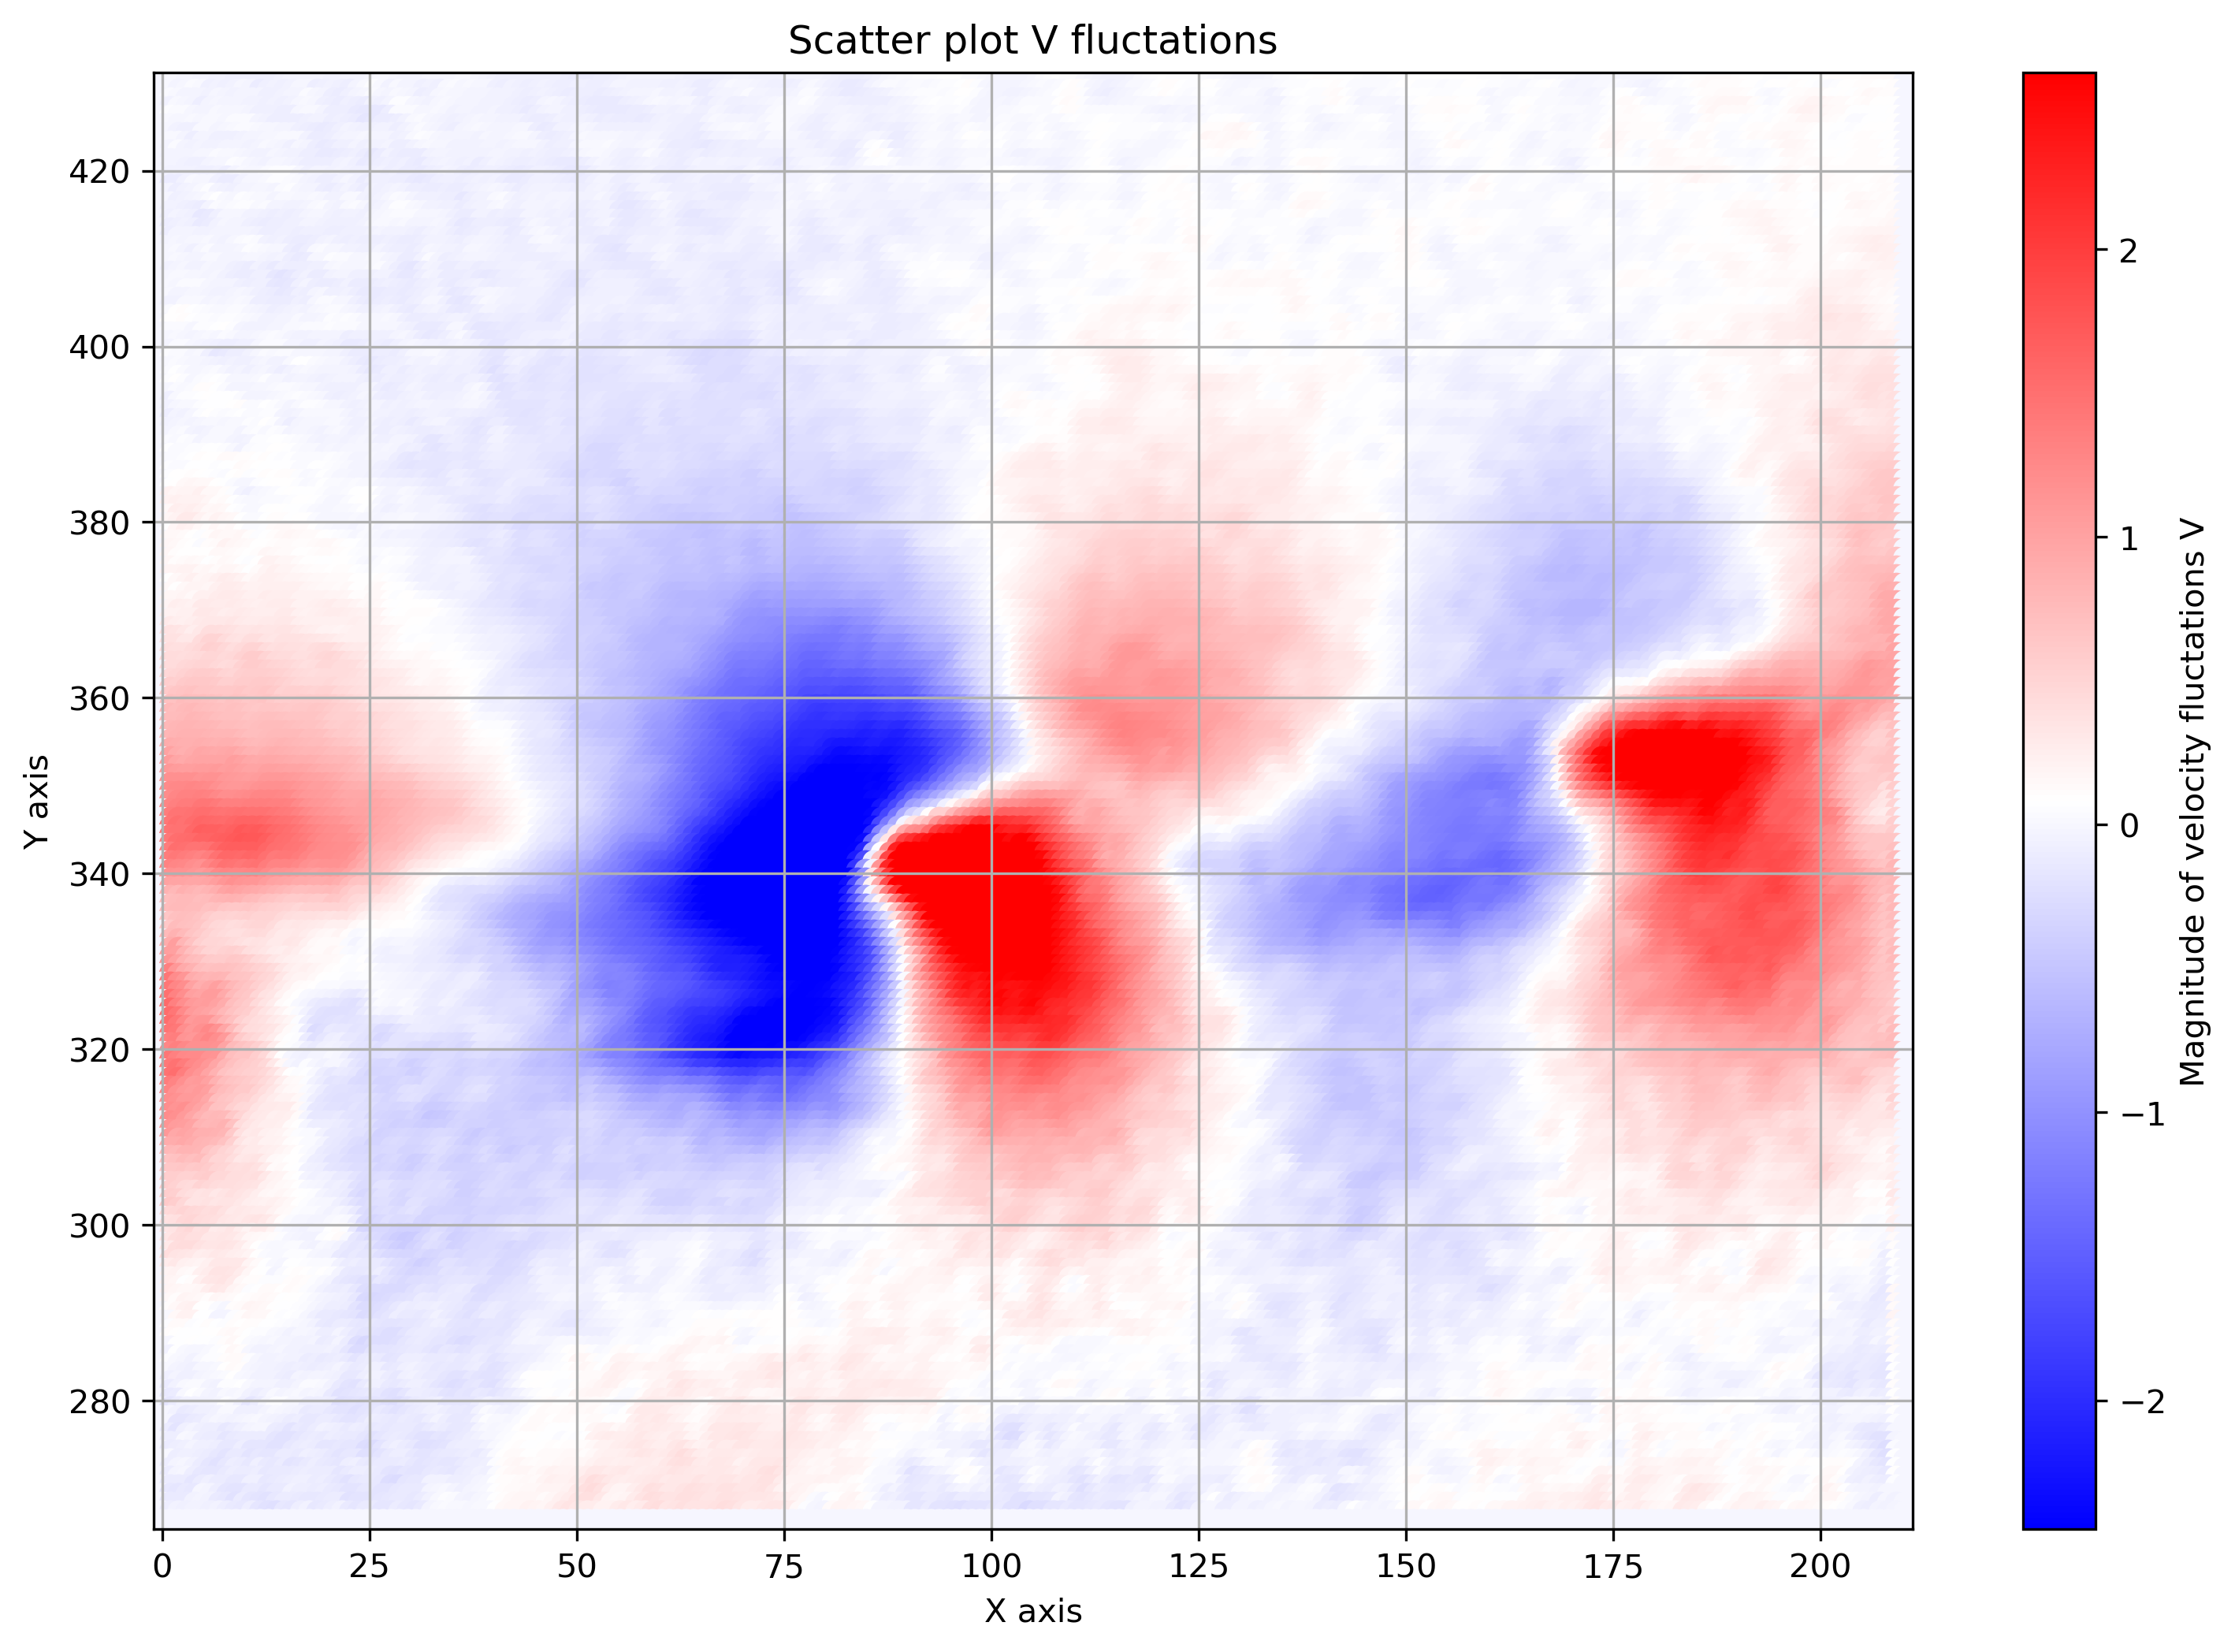 Scatter plot V fluctations
420
400
380
360
340
320
300
280
Y axis
0 25 50 75 100 125 150 175 200
X axis
2
1
0
−1
−2
Magnitude of velocity fluctations V